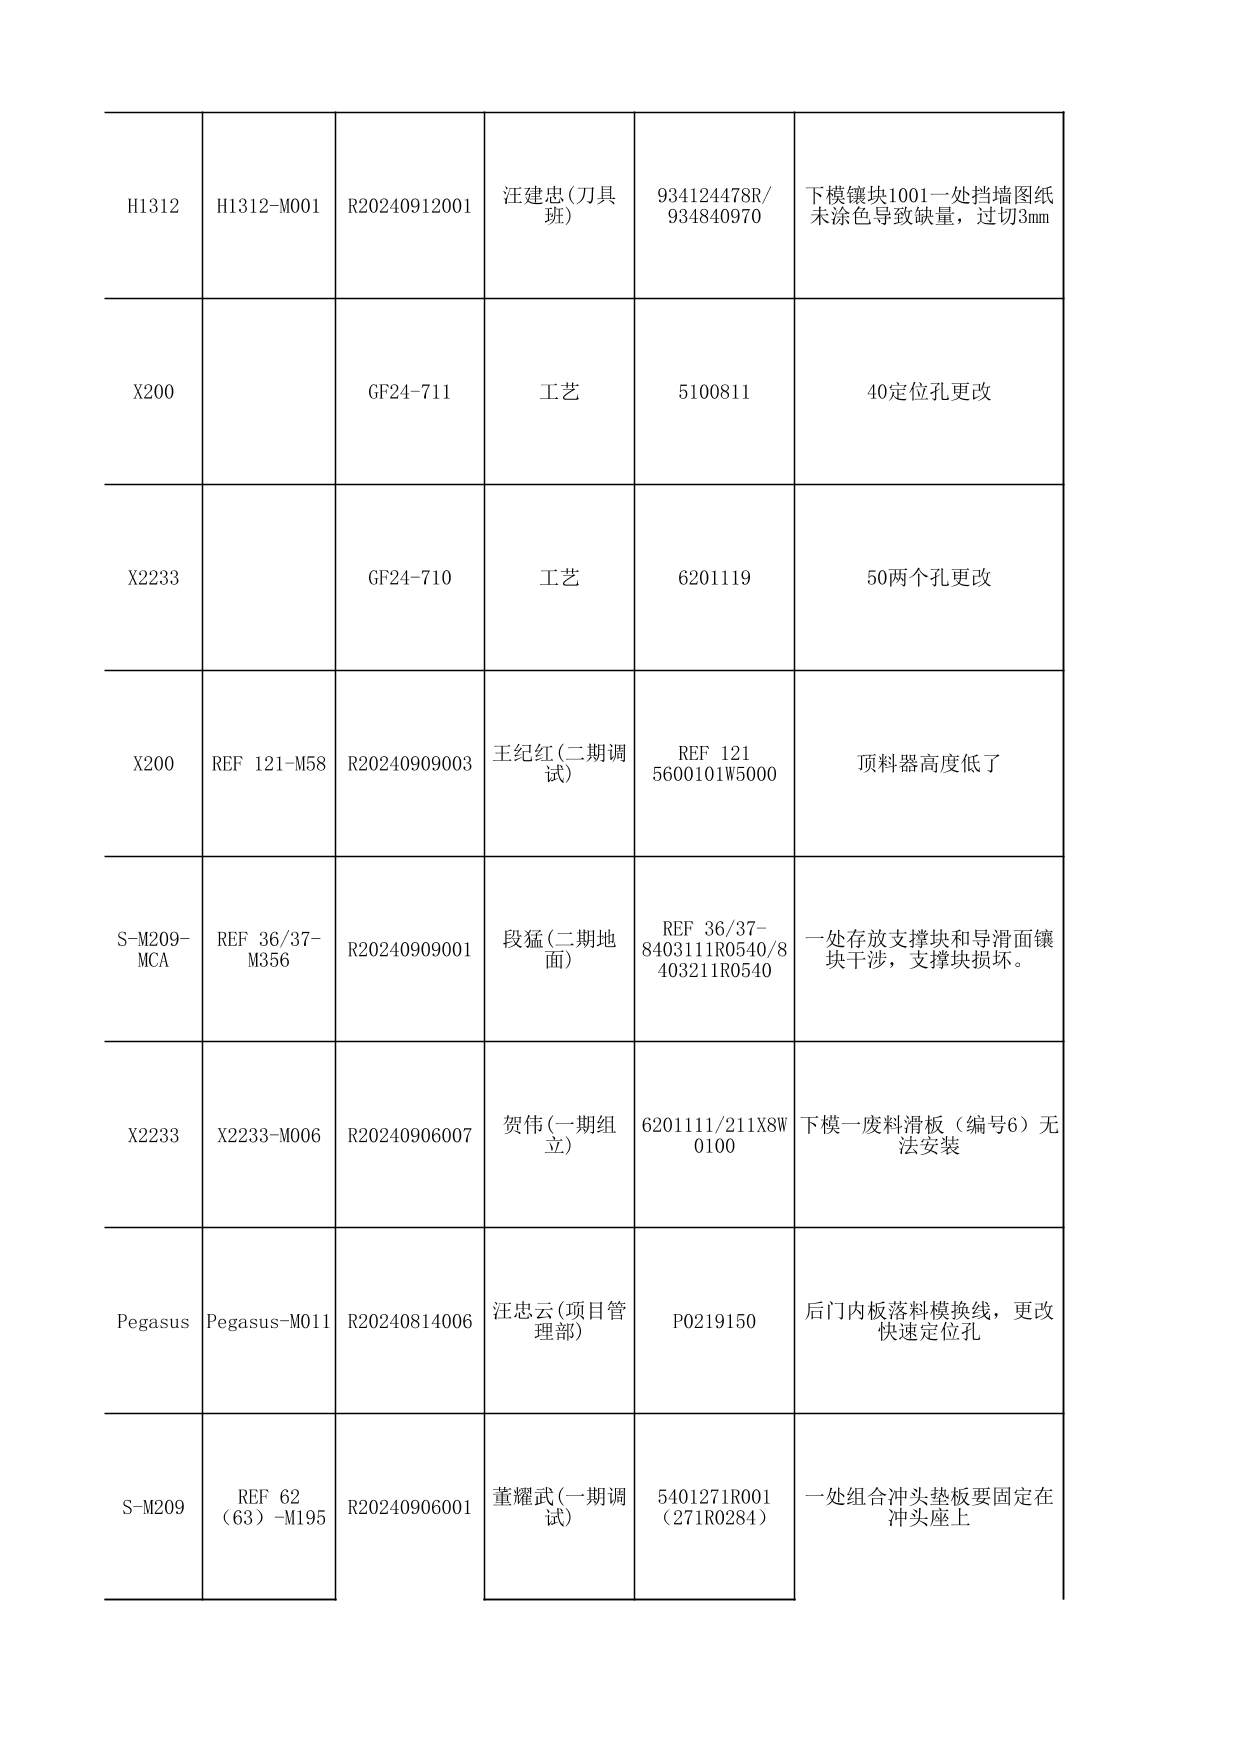 H1312
H1312-M001
R20240912001
汪建忠(刀具
班)
934124478R/
934840970
下模镶块1001一处挡墙图纸
未涂色导致缺量，过切3mm
X200
GF24-711
工艺
5100811
40定位孔更改
X2233
GF24-710
工艺
6201119
50两个孔更改
X200
REF 121-M58
R20240909003
王纪红(二期调
试)
REF 121
5600101W5000
顶料器高度低了
S-M209-
MCA
REF 36/37-
M356
R20240909001
段猛(二期地
面)
REF 36/37-
8403111R0540/8
403211R0540
一处存放支撑块和导滑面镶
块干涉，支撑块损坏。
X2233
X2233-M006
R20240906007
贺伟(一期组
立)
6201111/211X8W
0100
下模一废料滑板（编号6）无
法安装
Pegasus
Pegasus-M011
R20240814006
汪忠云(项目管
理部)
P0219150
后门内板落料模换线，更改
快速定位孔
S-M209
REF 62
（63）-M195
R20240906001
董耀武(一期调
试)
5401271R001
（271R0284）
一处组合冲头垫板要固定在
冲头座上